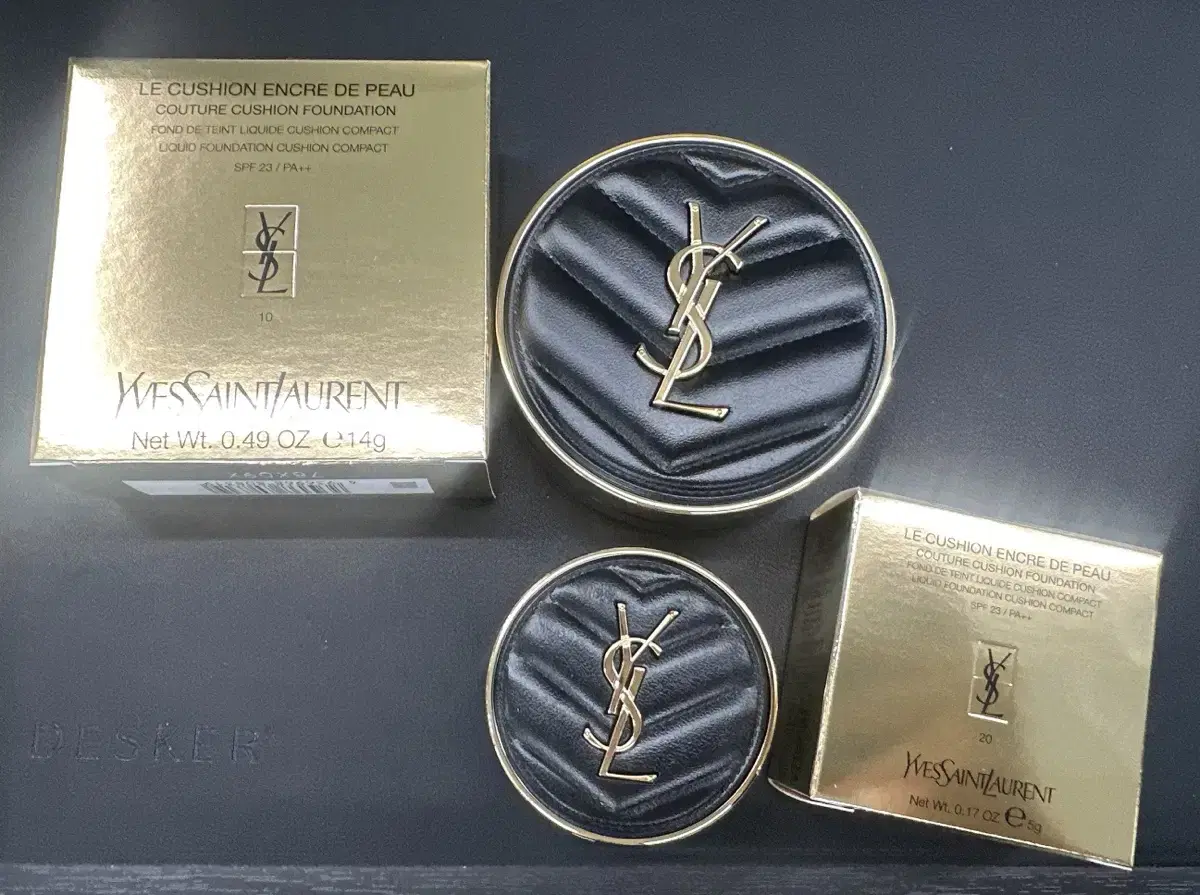 LE CUSHION ENCRE DE PEAU
COUTURE CUSHION FOUNDATION
FOND DE TEINT LIQUIDE CUSHION COMPACT
LIQUID FOUNDATION CUSHION COMPACT
SPF 23 / PA++
YSL
10
YVESSAINTLAURENT
Net Wt. 0.49 OZ e14g
YSL
YSL
LE CUSHION ENCRE DE PEAU
COUTURE CUSHION FOUNDATION
FOND DE TEINT LIQUIDE CUSHION COMPACT
LIQUID FOUNDATION CUSHION COMPACT
SPF 23 / PA++
YSL
20
YVESSAINTLAURENT
Net Wt. 0.17 OZ e 5g
DESKER